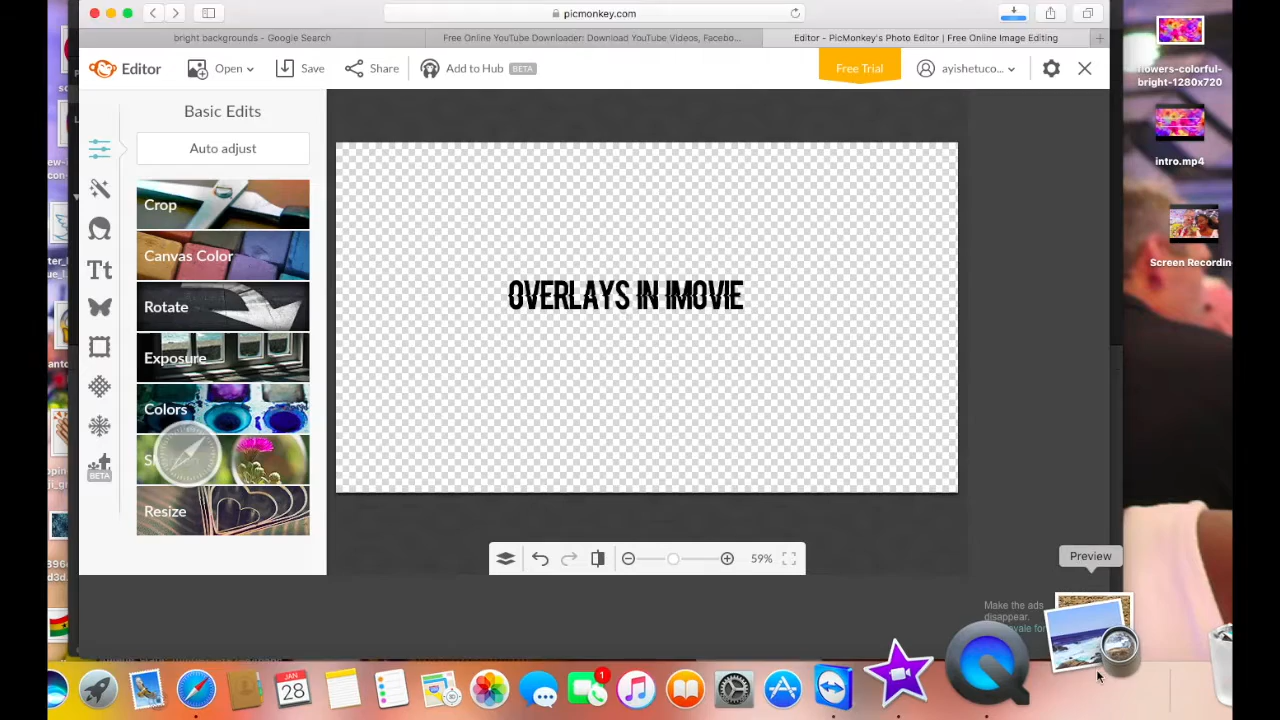 picmonkey.com
bright backgrounds - Google Search
Free Online YouTube Downloader: Download YouTube Videos, Facebo...
Editor - PicMonkey's Photo Editor | Free Online Image Editing
Editor
Open
Save
Share
Add to Hub BETA
Free Trial
ayishetuco...
Basic Edits
Auto adjust
Crop
Canvas Color
Rotate
Exposure
Colors
Resize
BETA
OVERLAYS IN IMOVIE
59%
Preview
Make the ads
disappear.
flowers-colorful-
bright-1280x720
intro.mp4
Screen Recordin
JAN
28
1